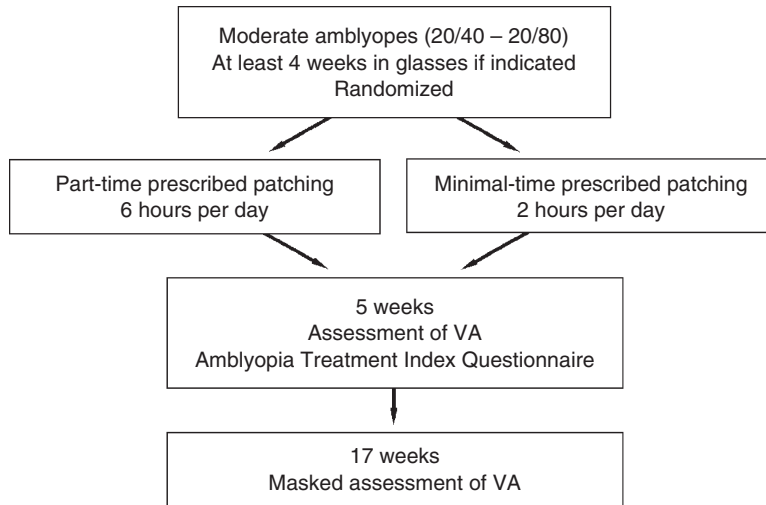 Moderate amblyopes (20/40 – 20/80)
At least 4 weeks in glasses if indicated
Randomized
Part-time prescribed patching
6 hours per day
Minimal-time prescribed patching
2 hours per day
5 weeks
Assessment of VA
Amblyopia Treatment Index Questionnaire
17 weeks
Masked assessment of VA